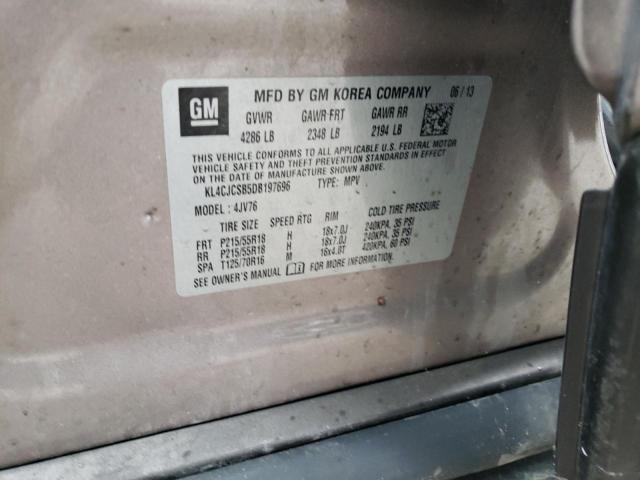 GM
MFD BY GM KOREA COMPANY 06/13
GVWR GAWR FRT GAWR RR
4286 LB 2348 LB 2194 LB
THIS VEHICLE CONFORMS TO ALL APPLICABLE U.S. FEDERAL MOTOR
VEHICLE SAFETY AND THEFT PREVENTION STANDARDS IN EFFECT
ON THE DATE OF MANUFACTURE SHOWN ABOVE.
KL4CJCSB5DB197696 TYPE: MPV
MODEL: 4JV76
TIRE SIZE SPEED RTG RIM COLD TIRE PRESSURE
FRT P215/55R18 H 18x7.0J 240KPA, 35 PSI
RR P215/55R18 H 18x7.0J 240KPA, 35 PSI
SPA T125/70R16 M 16x4.0T 420KPA, 60 PSI
SEE OWNER'S MANUAL FOR MORE INFORMATION.